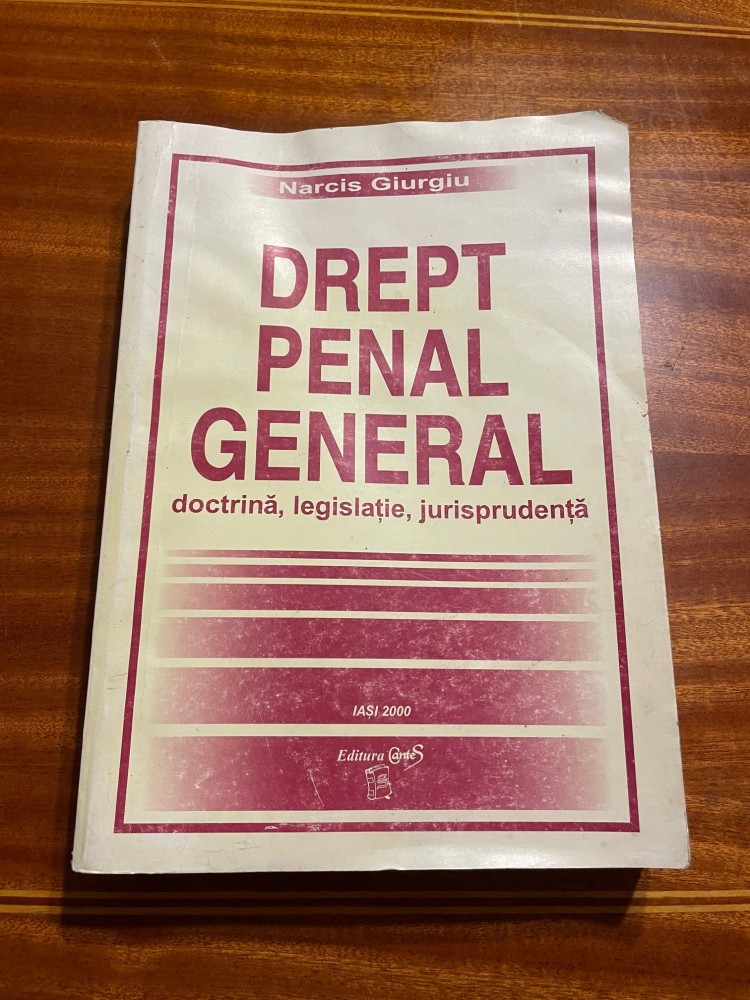 Narcis Giurgiu
DREPT
PENAL
GENERAL
doctrină, legislație, jurisprudență
IAȘI 2000
Editura CanteS